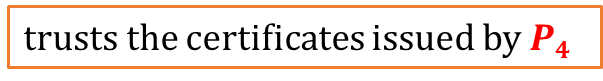 trusts the certificates issued by P₄